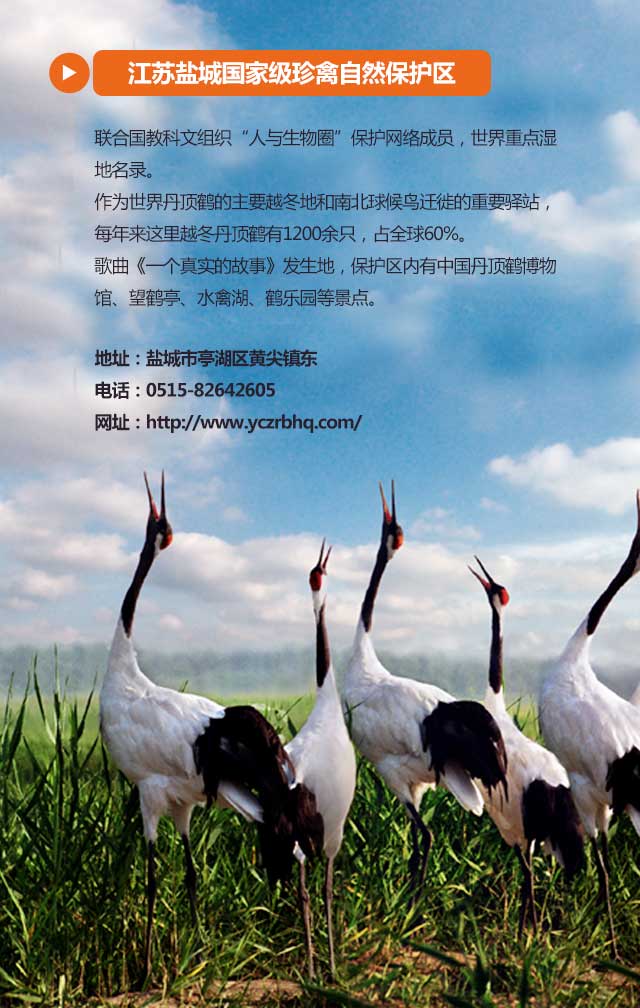 江苏盐城国家级珍禽自然保护区
联合国教科文组织“人与生物圈”保护网络成员，世界重点湿
地名录。
作为世界丹顶鹤的主要越冬地和南北球候鸟迁徙的重要驿站，
每年来这里越冬丹顶鹤有1200余只，占全球60%。
歌曲《一个真实的故事》发生地，保护区内有中国丹顶鹤博物
馆、望鹤亭、水禽湖、鹤乐园等景点。
地址：盐城市亭湖区黄尖镇东
电话：0515-82642605
网址：http://www.yczrbhq.com/